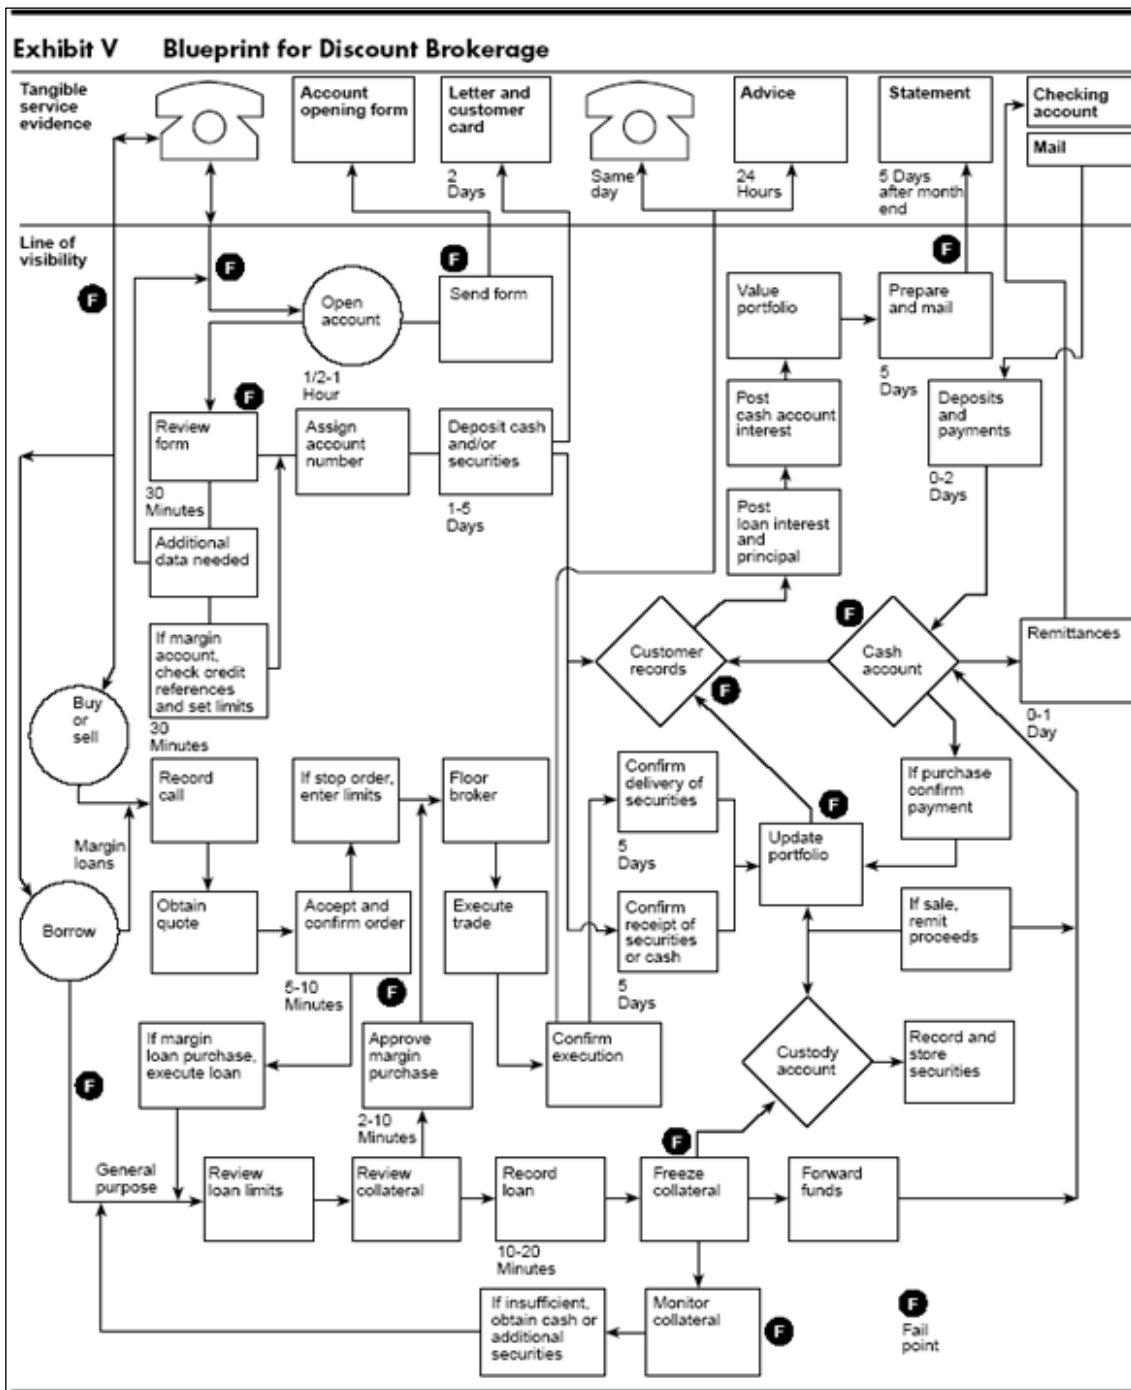 Exhibit V Blueprint for Discount Brokerage
Tangible
service
evidence
Account
opening form
Letter and
customer
card
2
Days
Same
day
Advice
24
Hours
Statement
5 Days
after month
end
Checking
account
Mail
Line of
visibility
F
F
F
F
Open
account
1/2-1
Hour
Send form
Value
portfolio
Prepare
and mail
5
Days
F
Review
form
30
Minutes
Assign
account
number
Deposit cash
and/or
securities
1-5
Days
Post
cash account
interest
Deposits
and
payments
0-2
Days
Additional
data needed
Post
loan interest
and
principal
If margin
account,
check credit
references
and set limits
30
Minutes
Customer
records
F
F
Cash
account
Remittances
0-1
Day
Buy
or
sell
Record
call
If stop order,
enter limits
Floor
broker
Confirm
delivery of
securities
5
Days
F
Update
portfolio
If purchase
confirm
payment
Margin
loans
Borrow
Obtain
quote
Accept and
confirm order
5-10
Minutes
F
Execute
trade
Confirm
receipt of
securities
or cash
5
Days
If sale,
remit
proceeds
If margin
loan purchase,
execute loan
Approve
margin
purchase
2-10
Minutes
Confirm
execution
Custody
account
Record and
store
securities
F
F
General
purpose
Review
loan limits
Review
collateral
Record
loan
10-20
Minutes
Freeze
collateral
Forward
funds
If insufficient,
obtain cash or
additional
securities
Monitor
collateral
F
F
Fail
point